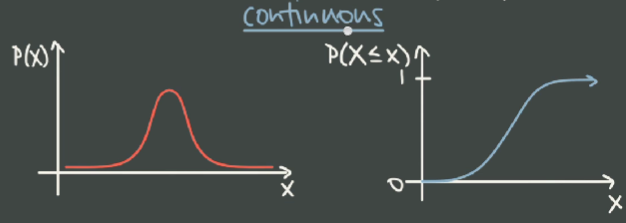 continuous
P(X)
P(X≤x)
1
0
X
X